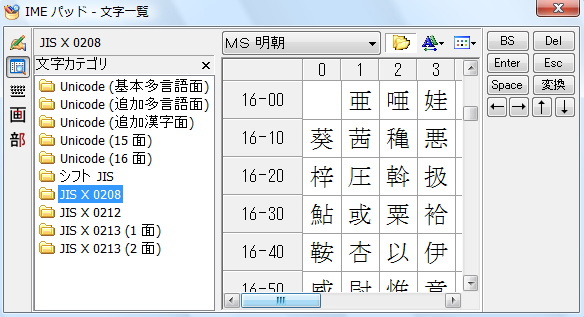 IME パッド - 文字一覧
JIS X 0208
文字カテゴリ
Unicode (基本多言語面)
Unicode (追加多言語面)
Unicode (追加漢字面)
Unicode (15 面)
Unicode (16 面)
シフト JIS
JIS X 0208
JIS X 0212
JIS X 0213 (1 面)
JIS X 0213 (2 面)
画
部
MS 明朝
A
0 1 2 3
16-00 亜 唖 娃
16-10 葵 茜 穐 悪
16-20 梓 圧 斡 扱
16-30 鮎 或 粟 袷
16-40 鞍 杏 以 伊
16-50 威 尉 惟 意
BS Del
Enter Esc
Space 変換
← → ↑ ↓